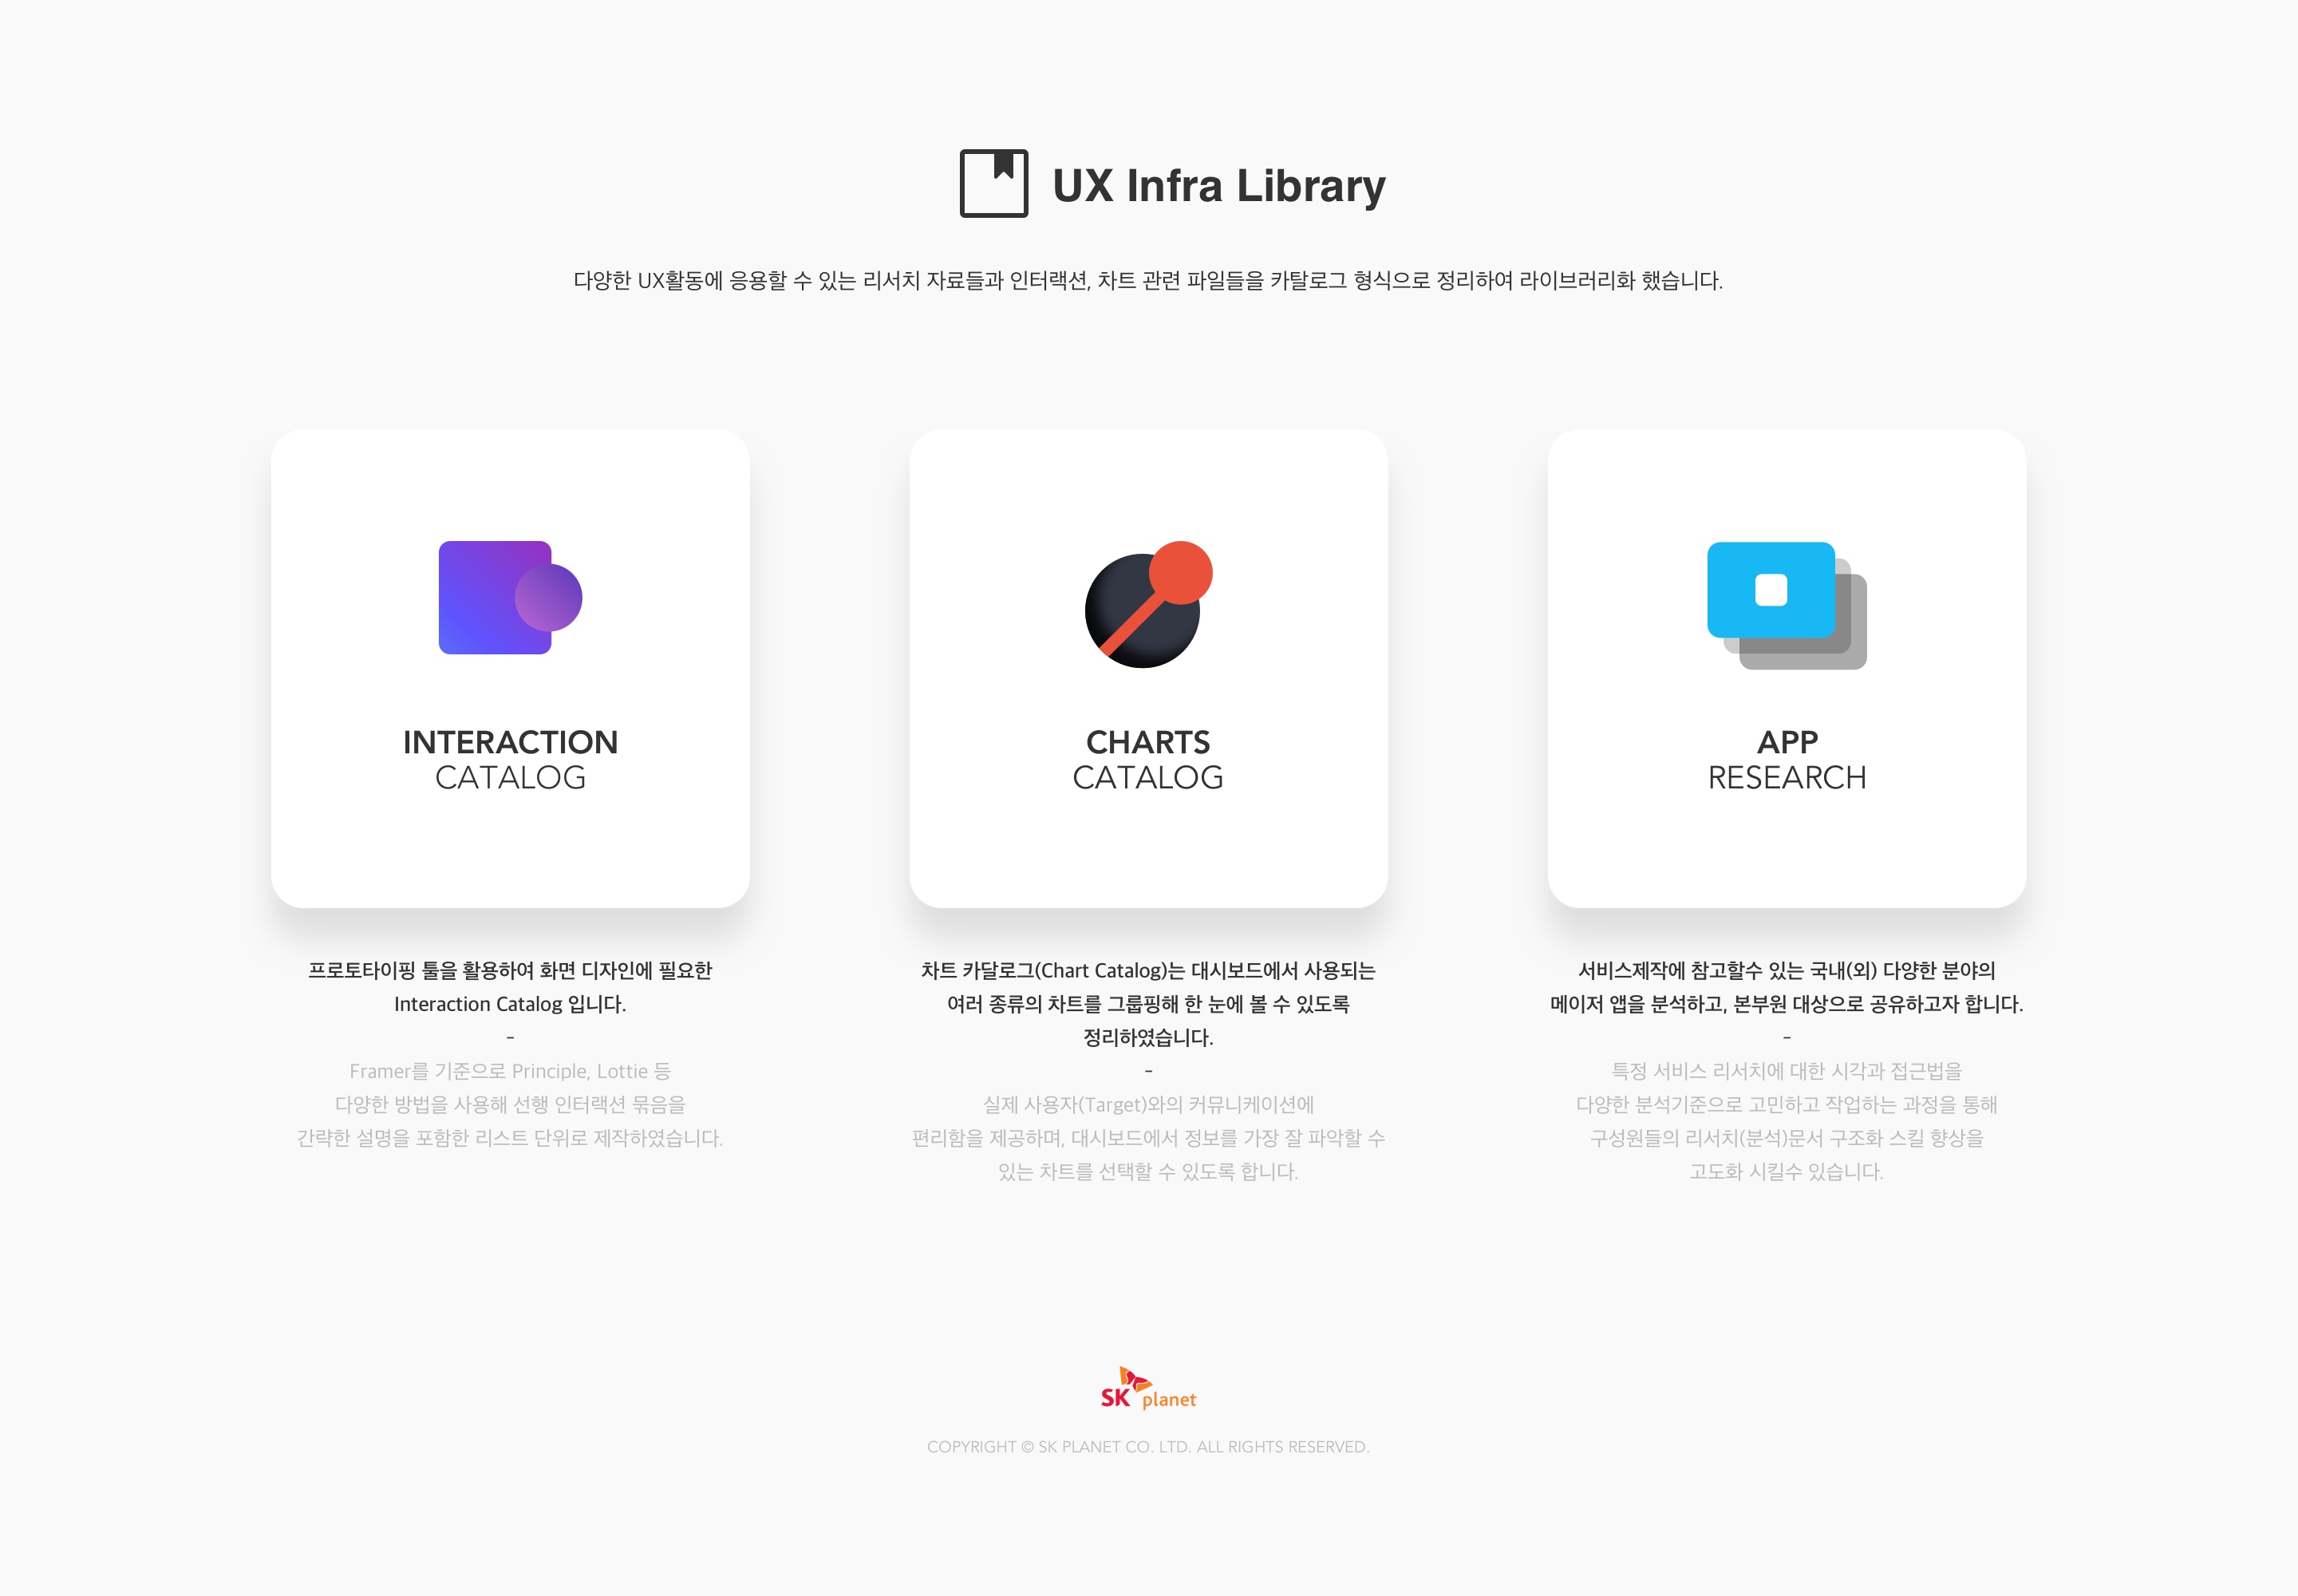 UX Infra Library
다양한 UX활동에 응용할 수 있는 리서치 자료들과 인터랙션, 차트 관련 파일들을 카탈로그 형식으로 정리하여 라이브러리화 했습니다.
INTERACTION
CATALOG
프로토타이핑 툴을 활용하여 화면 디자인에 필요한
Interaction Catalog 입니다.
-
Framer를 기준으로 Principle, Lottie 등
다양한 방법을 사용해 선행 인터랙션 묶음을
간략한 설명을 포함한 리스트 단위로 제작하였습니다.
CHARTS
CATALOG
차트 카달로그(Chart Catalog)는 대시보드에서 사용되는
여러 종류의 차트를 그룹핑해 한 눈에 볼 수 있도록
정리하였습니다.
-
실제 사용자(Target)와의 커뮤니케이션에
편리함을 제공하며, 대시보드에서 정보를 가장 잘 파악할 수
있는 차트를 선택할 수 있도록 합니다.
APP
RESEARCH
서비스제작에 참고할수 있는 국내(외) 다양한 분야의
메이저 앱을 분석하고, 본부원 대상으로 공유하고자 합니다.
-
특정 서비스 리서치에 대한 시각과 접근법을
다양한 분석기준으로 고민하고 작업하는 과정을 통해
구성원들의 리서치(분석)문서 구조화 스킬 향상을
고도화 시킬수 있습니다.
SK planet
COPYRIGHT © SK PLANET CO. LTD. ALL RIGHTS RESERVED.